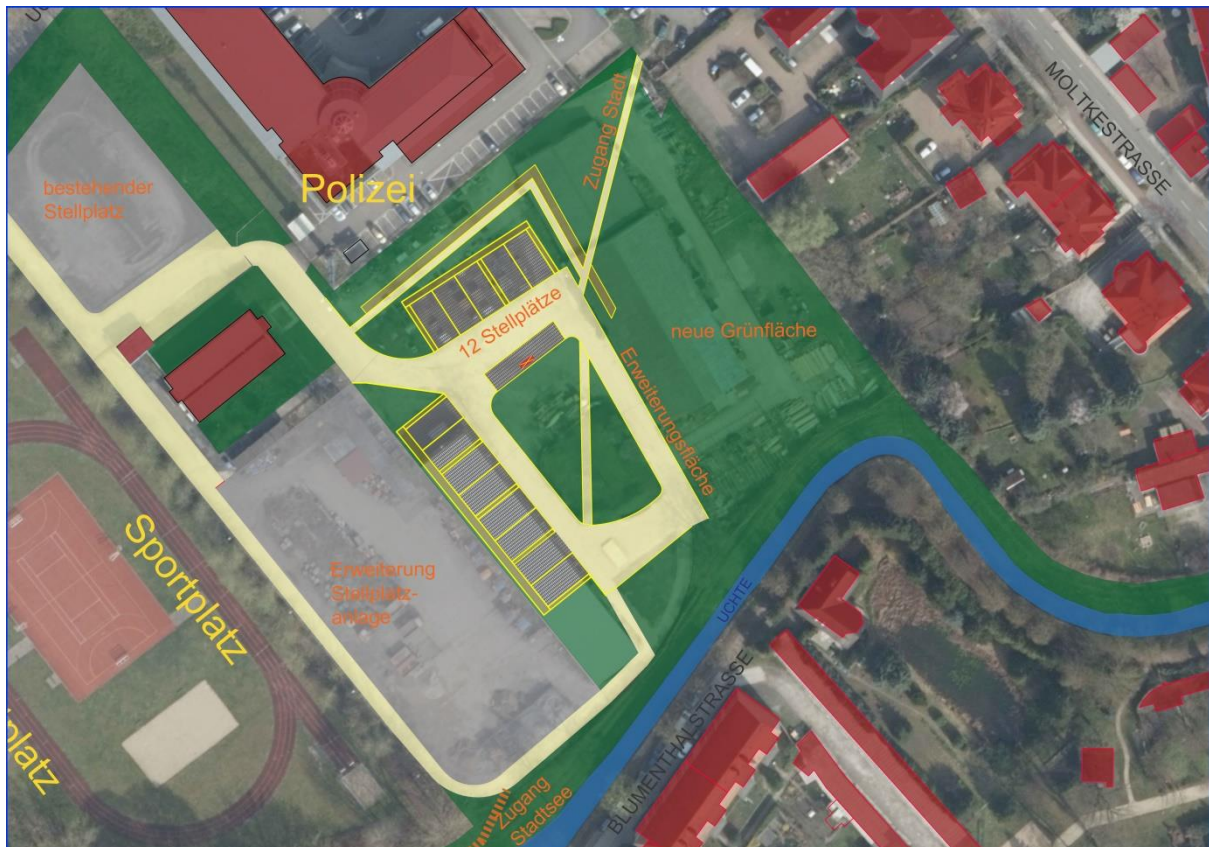 UC
MOLTKESTRASSE
Zugang Stadt
bestehender
Stellplatz
Polizei
12 Stellplätze
neue Grünfläche
Erweiterungsfläche
Sportplatz
Erweiterung
Stellplatz-
anlage
UCHTE
BLUMENTHALSTRASSE
platz
Zugang
Stadtsee